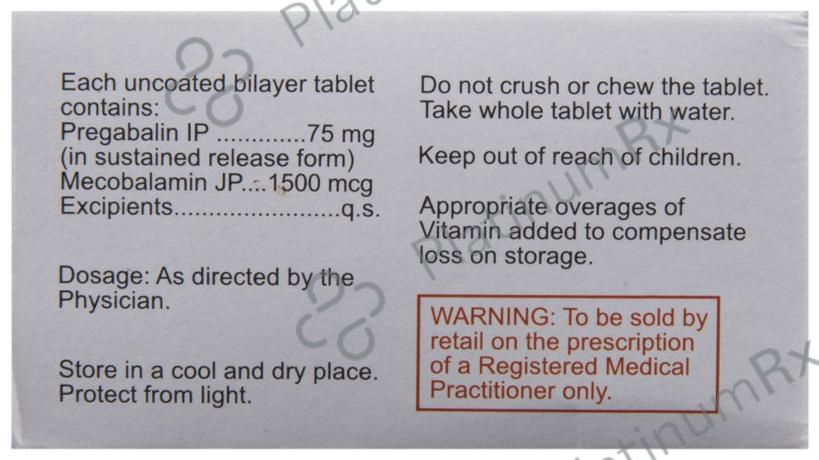 Each uncoated bilayer tablet
contains:
Pregabalin IP .............75 mg
(in sustained release form)
Mecobalamin JP....1500 mcg
Excipients........................q.s.
Dosage: As directed by the
Physician.
Store in a cool and dry place.
Protect from light.
Do not crush or chew the tablet.
Take whole tablet with water.
Keep out of reach of children.
Appropriate overages of
Vitamin added to compensate
loss on storage.
WARNING: To be sold by
retail on the prescription
of a Registered Medical
Practitioner only.
PlatinumRx